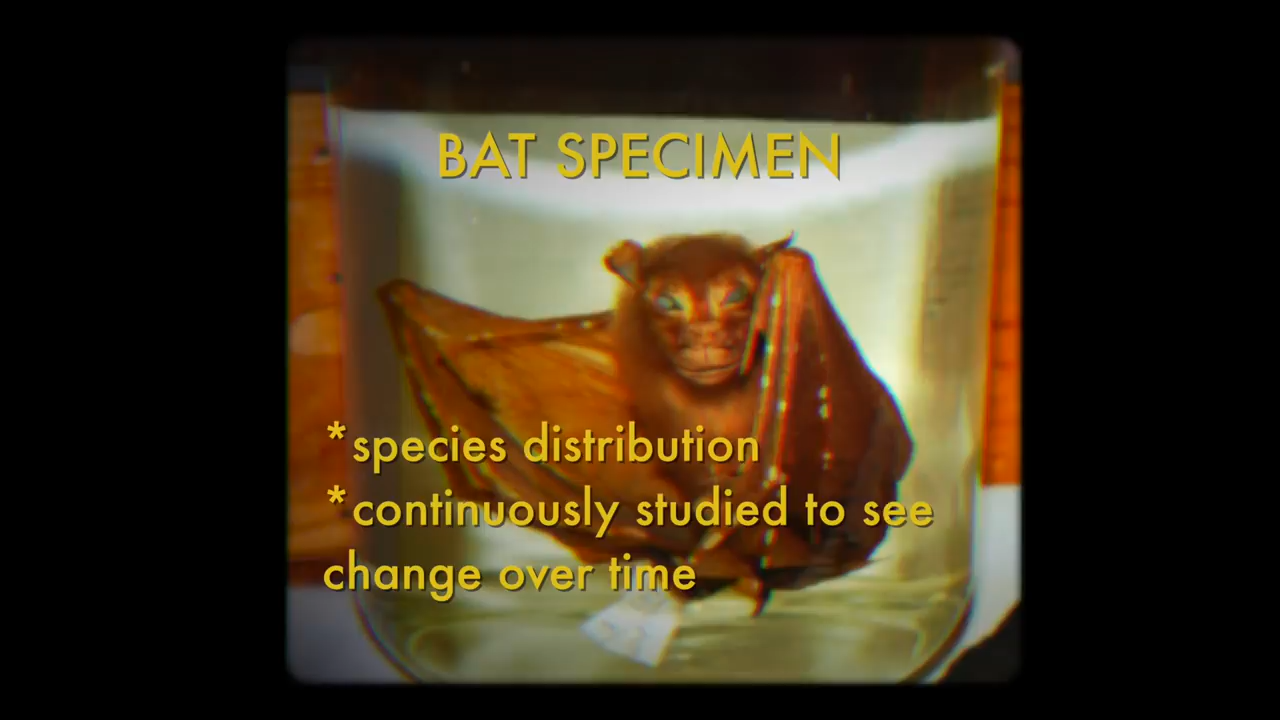 BAT SPECIMEN
*species distribution
*continuously studied to see
change over time